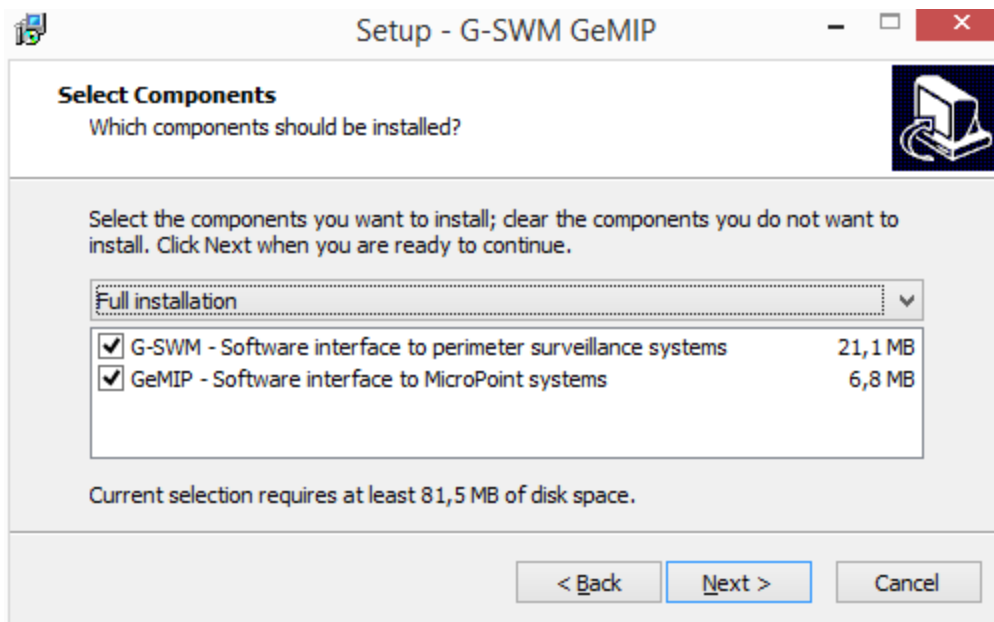 Setup - G-SWM GeMIP
Select Components
Which components should be installed?
Select the components you want to install; clear the components you do not want to
install. Click Next when you are ready to continue.
Full installation
G-SWM - Software interface to perimeter surveillance systems 21,1 MB
GeMIP - Software interface to MicroPoint systems 6,8 MB
Current selection requires at least 81,5 MB of disk space.
< Back Next > Cancel